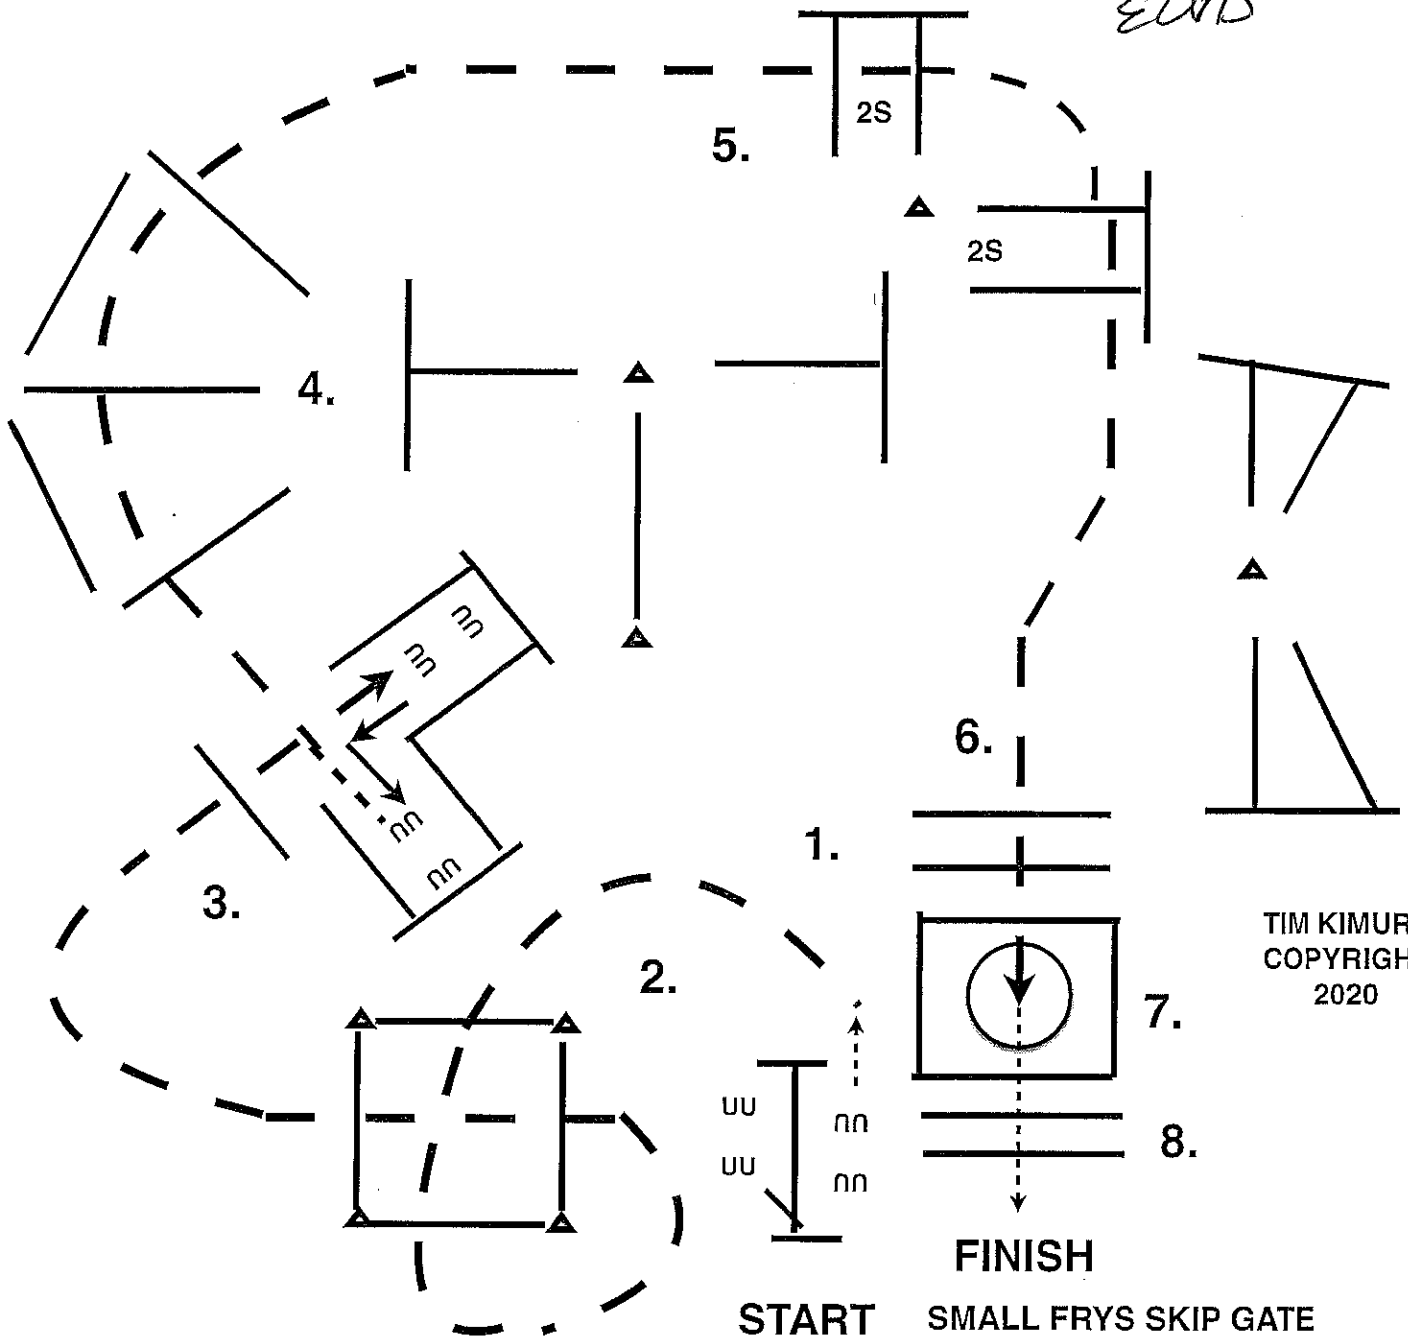 2S
5.
2S
4.
6.
1.
3.
TIM KIMUR
COPYRIGH
2020
2.
7.
8.
FINISH
START
SMALL FRYS SKIP GATE